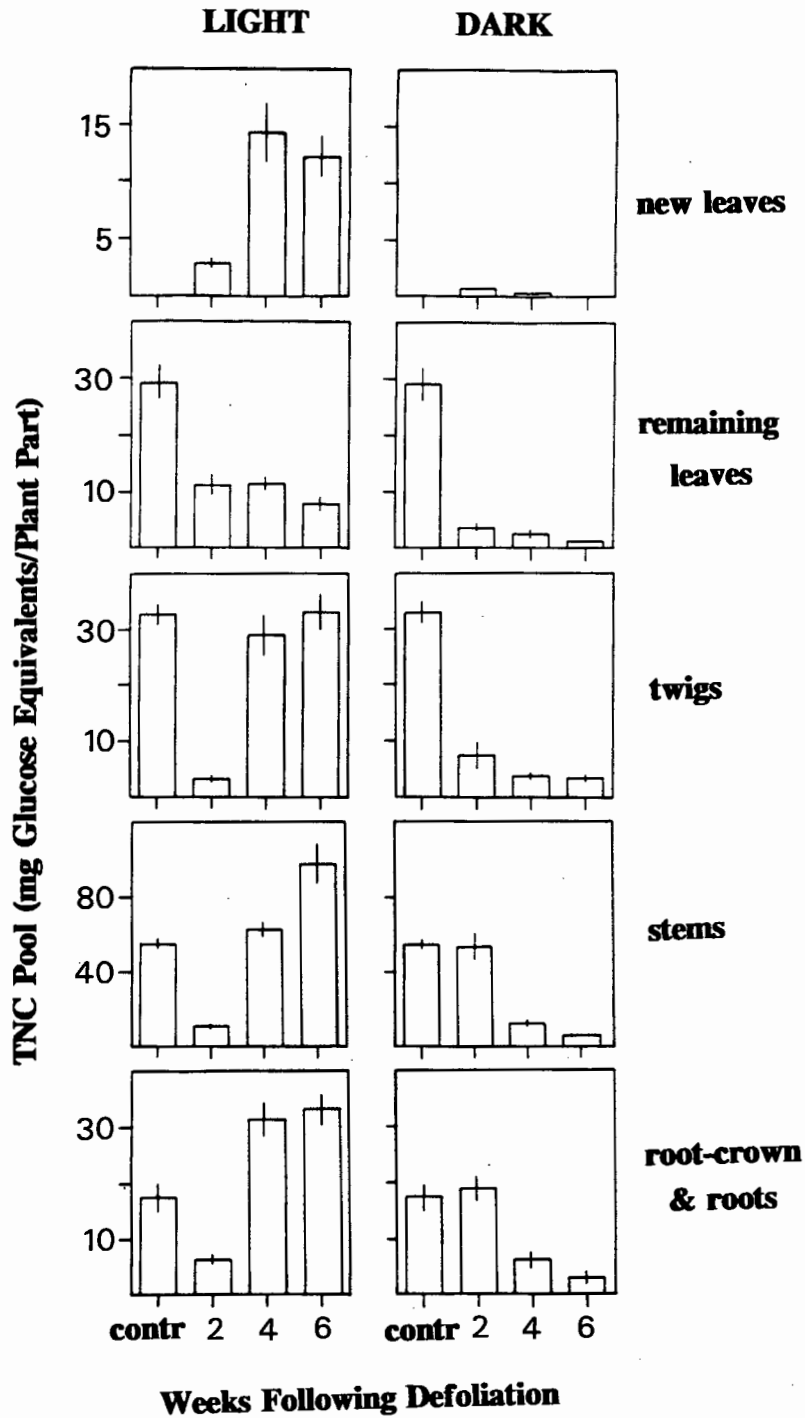 LIGHT DARK
15
5
new leaves
30
10
remaining
leaves
30
10
twigs
80
40
stems
30
10
root-crown
& roots
contr 2 4 6 contr 2 4 6
Weeks Following Defoliation
TNC Pool (mg Glucose Equivalents/Plant Part)